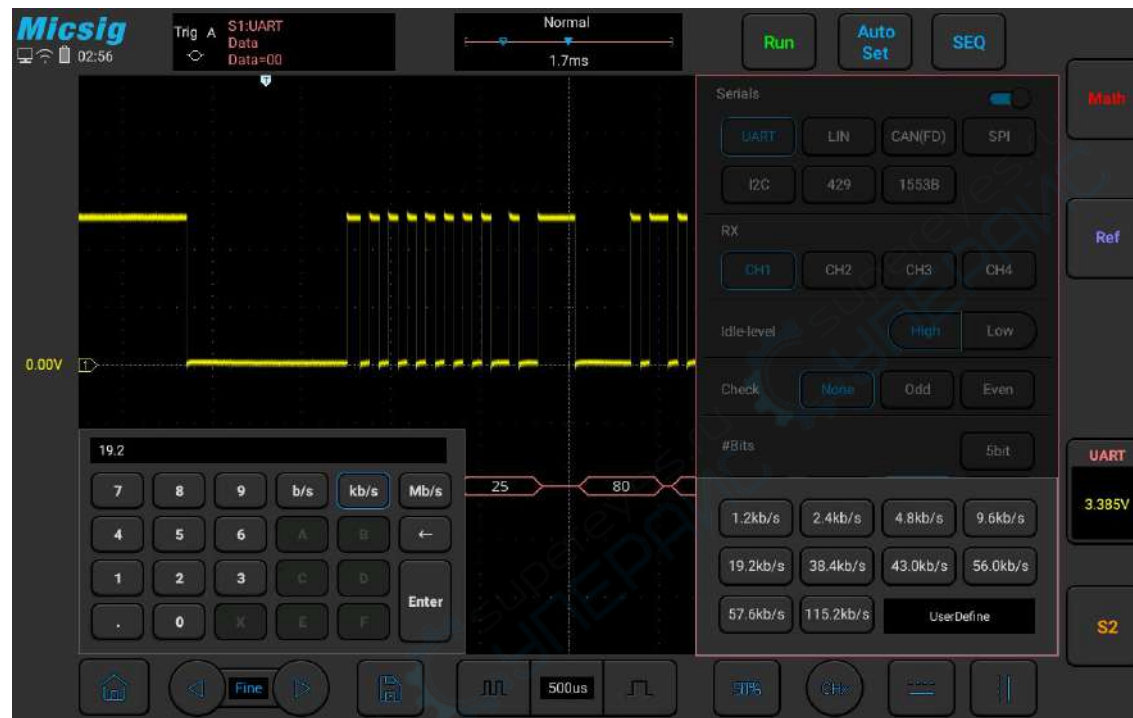 Micsig
02:56
Trig A
S1:UART
Data
Data=00
Normal
1.7ms
Run
Auto
Set
SEQ
T
Serials
UART
LIN
CAN(FD)
SPI
I2C
429
1553B
RX
CH1
CH2
CH3
CH4
Idle-level
High
Low
Check
None
Odd
Even
#Bits
5bit
Math
Ref
UART
3.385V
S2
0.00V
1
25
80
19.2
7 8 9 b/s kb/s Mb/s
4 5 6 A B ←
1 2 3 C D Enter
. 0 X E F
1.2kb/s 2.4kb/s 4.8kb/s 9.6kb/s
19.2kb/s 38.4kb/s 43.0kb/s 56.0kb/s
57.6kb/s 115.2kb/s UserDefine
Fine
500us
50%
CHx
supereyes.ru
СУПЕРАЙС